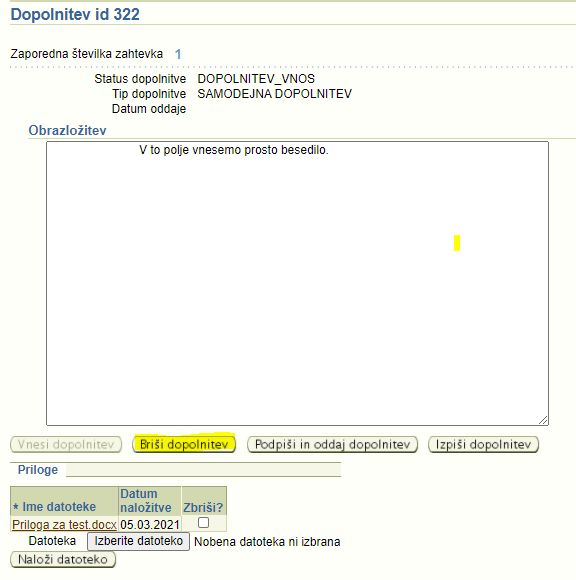 Dopolnitev id 322
Zaporedna številka zahtevka 1
Status dopolnitve DOPOLNITEV_VNOS
Tip dopolnitve SAMODEJNA DOPOLNITEV
Datum oddaje
Obrazložitev
V to polje vnesemo prosto besedilo.
Vnesi dopolnitev Briši dopolnitev Podpiši in oddaj dopolnitev Izpiši dopolnitev
Priloge
* Ime datoteke Datum naložitve Zbriši?
Priloga za test.docx 05.03.2021
Datoteka Izberite datoteko Nobena datoteka ni izbrana
Naloži datoteko